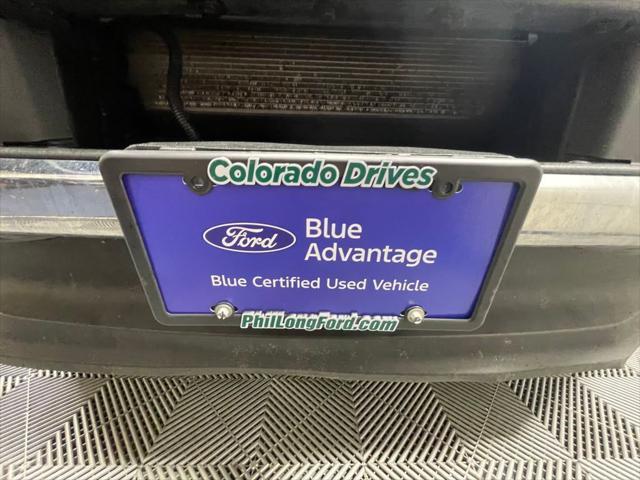 Colorado Drives
Ford
Blue
Advantage
Blue Certified Used Vehicle
PhilLongFord.com